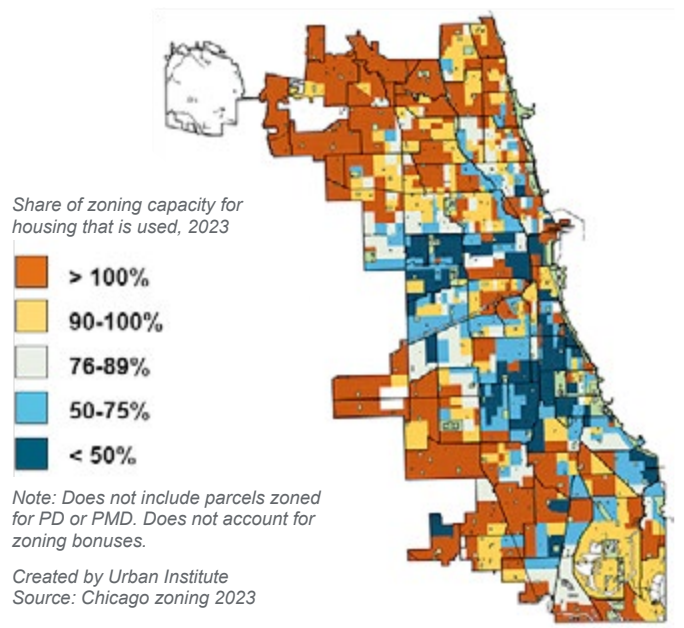 Share of zoning capacity for
housing that is used, 2023
> 100%
90-100%
76-89%
50-75%
< 50%
Note: Does not include parcels zoned
for PD or PMD. Does not account for
zoning bonuses.
Created by Urban Institute
Source: Chicago zoning 2023